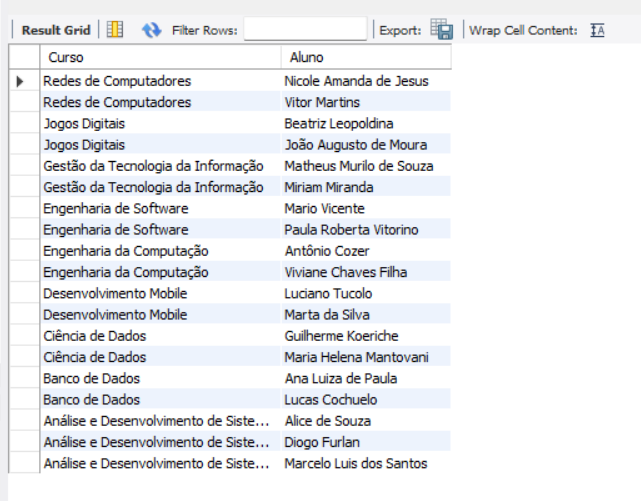 Result Grid Filter Rows: Export: Wrap Cell Content: IA
Curso Aluno
Redes de Computadores Nicole Amanda de Jesus
Redes de Computadores Vitor Martins
Jogos Digitais Beatriz Leopoldina
Jogos Digitais João Augusto de Moura
Gestão da Tecnologia da Informação Matheus Murilo de Souza
Gestão da Tecnologia da Informação Miriam Miranda
Engenharia de Software Mario Vicente
Engenharia de Software Paula Roberta Vitorino
Engenharia da Computação Antônio Cozer
Engenharia da Computação Viviane Chaves Filha
Desenvolvimento Mobile Luciano Tucolo
Desenvolvimento Mobile Marta da Silva
Ciência de Dados Guilherme Koeriche
Ciência de Dados Maria Helena Mantovani
Banco de Dados Ana Luiza de Paula
Banco de Dados Lucas Cochuelo
Análise e Desenvolvimento de Siste... Alice de Souza
Análise e Desenvolvimento de Siste... Diogo Furlan
Análise e Desenvolvimento de Siste... Marcelo Luis dos Santos